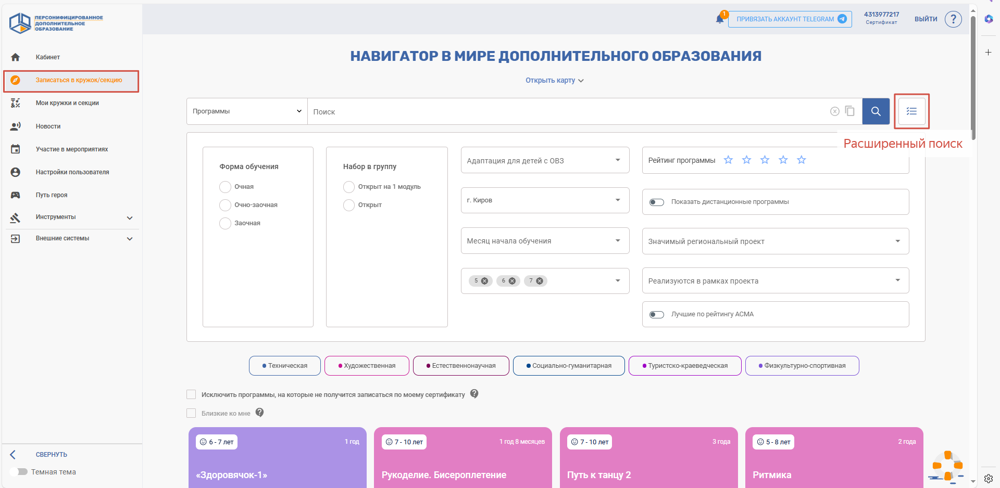 ПЕРСОНИФИЦИРОВАННОЕ
ДОПОЛНИТЕЛЬНОЕ
ОБРАЗОВАНИЕ
Кабинет
Записаться в кружок/секцию
Мои кружки и секции
Новости
Участие в мероприятиях
Настройки пользователя
Путь героя
Инструменты
Внешние системы
СВЕРНУТЬ
Темная тема
1
ПРИВЯЗАТЬ АККАУНТ TELEGRAM
4313977217
Сертификат
ВЫЙТИ
?
НАВИГАТОР В МИРЕ ДОПОЛНИТЕЛЬНОГО ОБРАЗОВАНИЯ
Открыть карту
Программы
Поиск
Расширенный поиск
Форма обучения
Очная
Очно-заочная
Заочная
Набор в группу
Открыт на 1 модуль
Открыт
Адаптация для детей с ОВЗ
г. Киров
Месяц начала обучения
5 6 7
Рейтинг программы
Показать дистанционные программы
Значимый региональный проект
Реализуются в рамках проекта
Лучшие по рейтингу АСМА
Техническая Художественная Естественнонаучная Социально-гуманитарная Туристско-краеведческая Физкультурно-спортивная
Исключить программы, на которые не получится записаться по моему сертификату ?
Близкие ко мне ?
6 - 7 лет 1 год
«Здоровячок-1»
7 - 10 лет 1 год 8 месяцев
Рукоделие. Бисероплетение
7 - 10 лет 3 года
Путь к танцу 2
5 - 8 лет 2 года
Ритмика